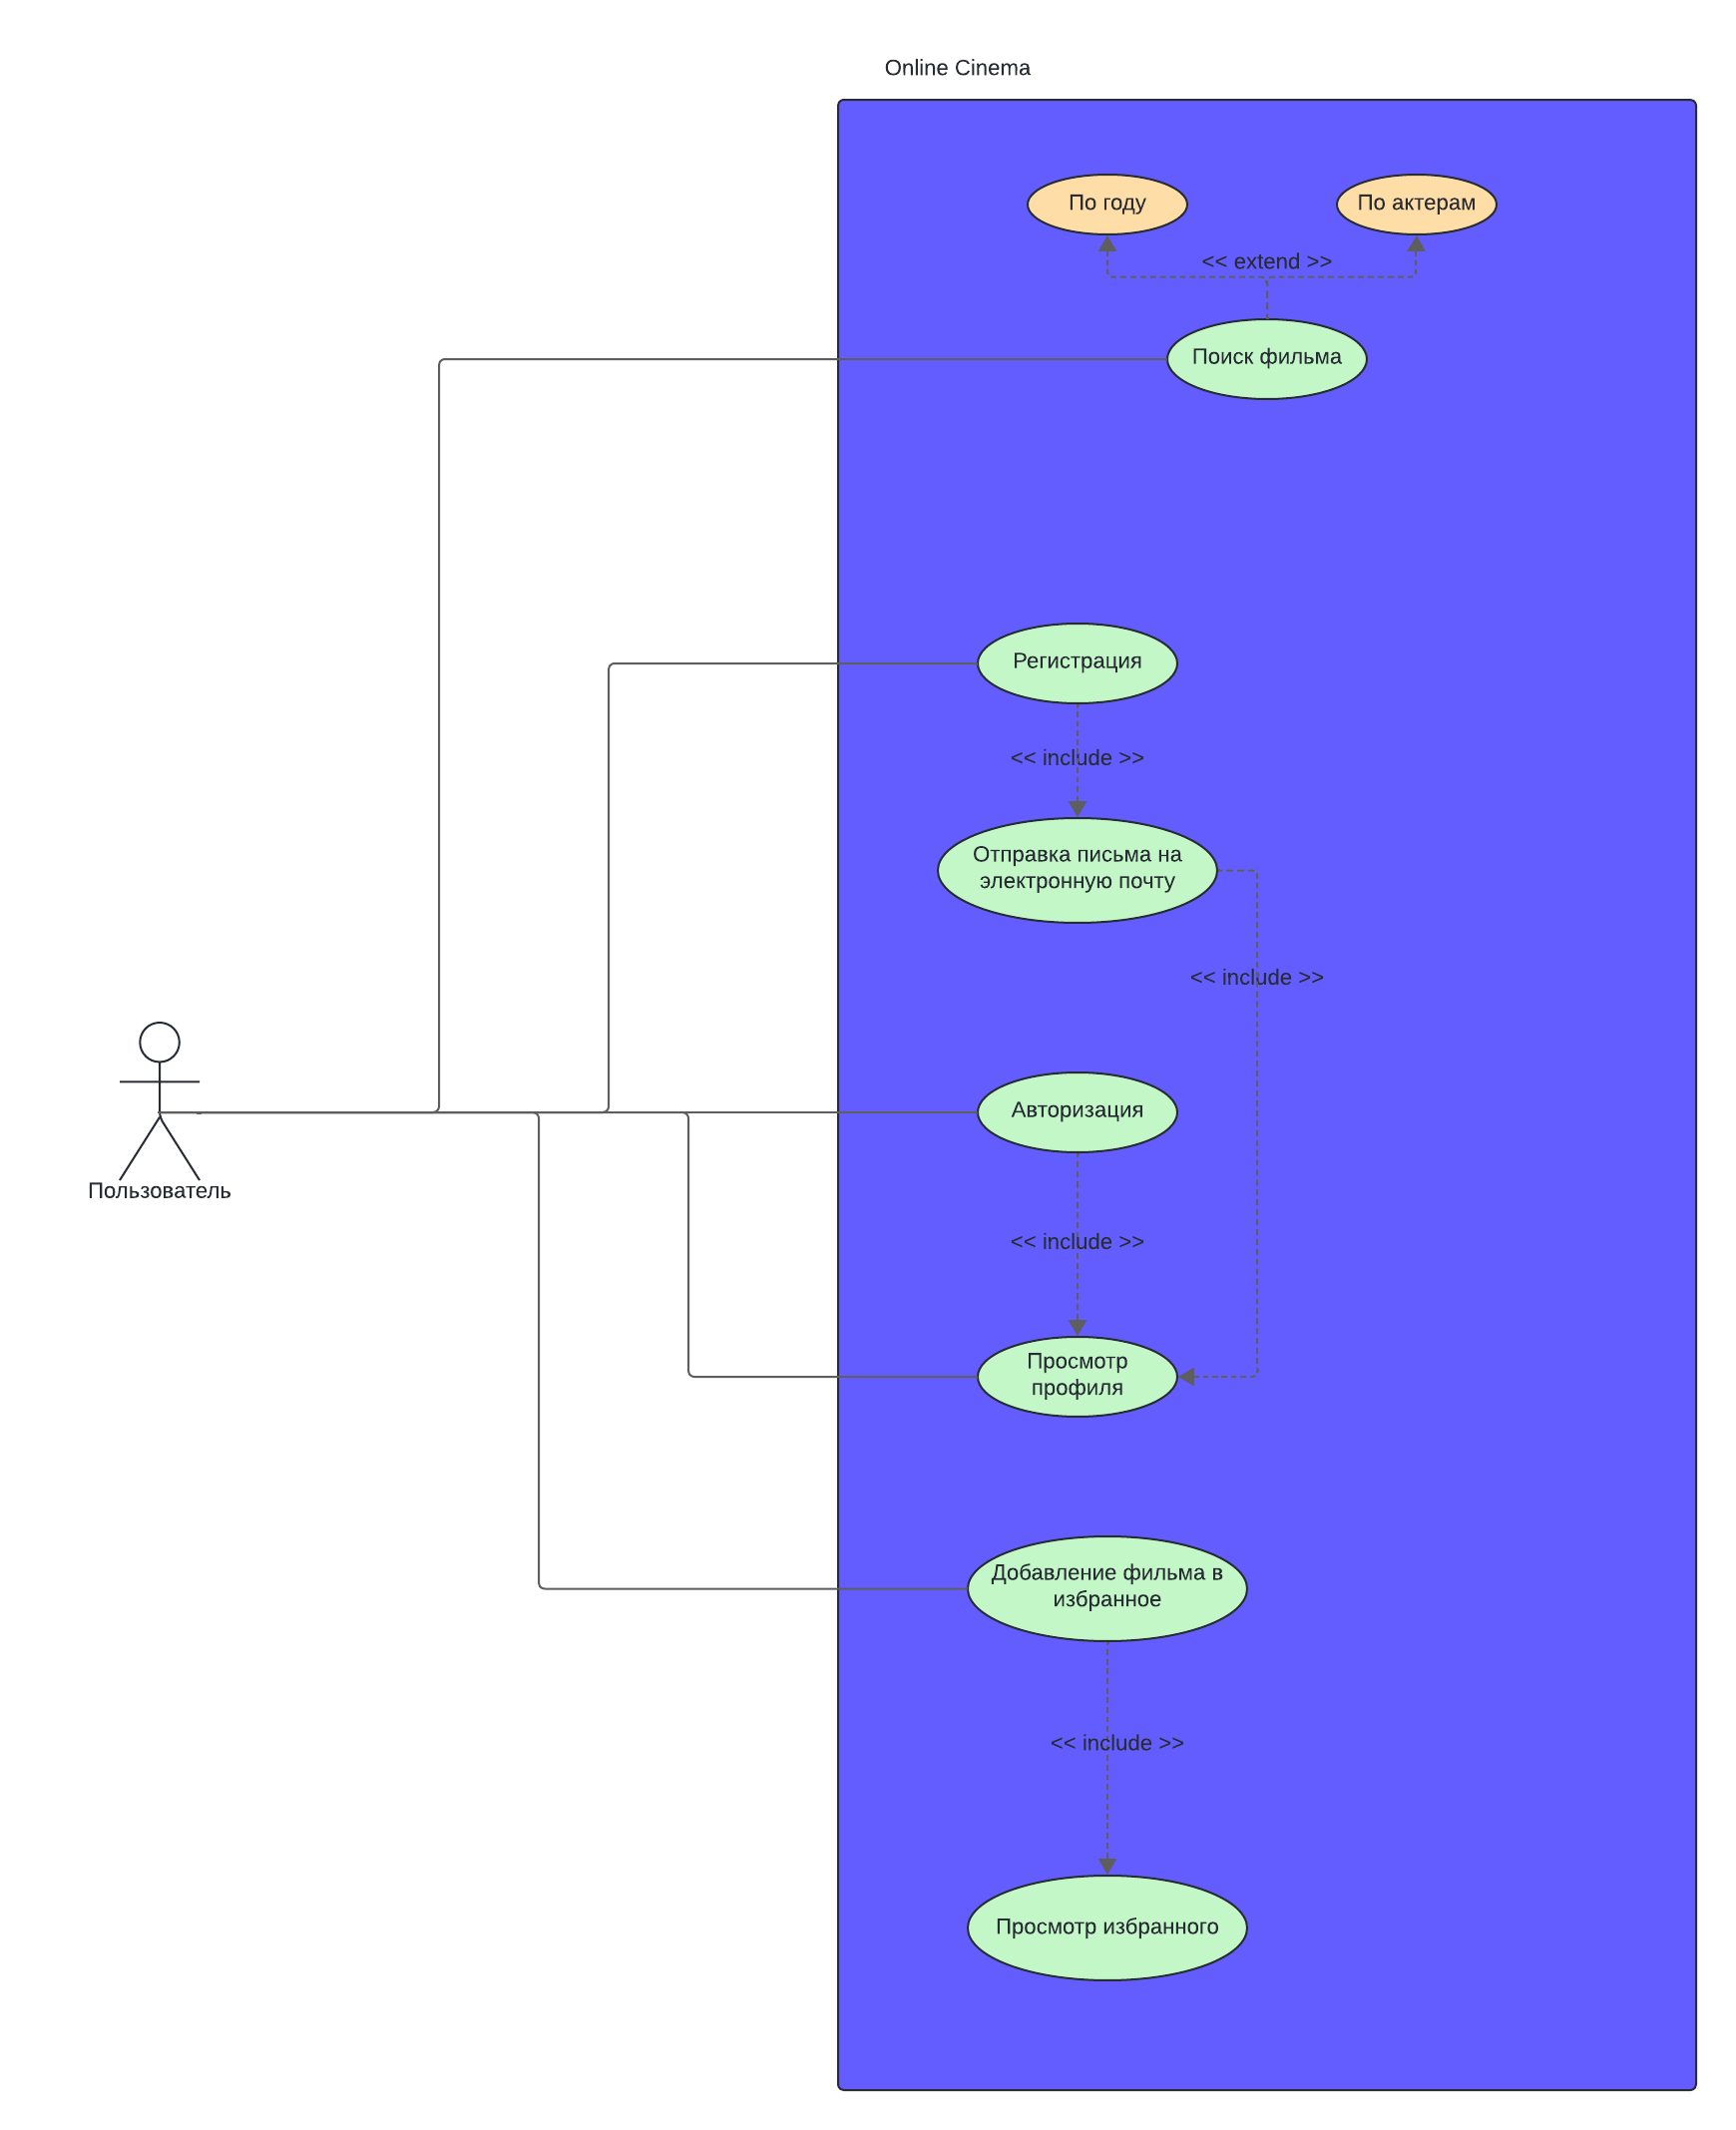 Online Cinema
По году
По актерам
<< extend >>
Поиск фильма
Регистрация
<< include >>
Отправка письма на
электронную почту
<< include >>
Авторизация
Пользователь
<< include >>
Просмотр
профиля
Добавление фильма в
избранное
<< include >>
Просмотр избранного